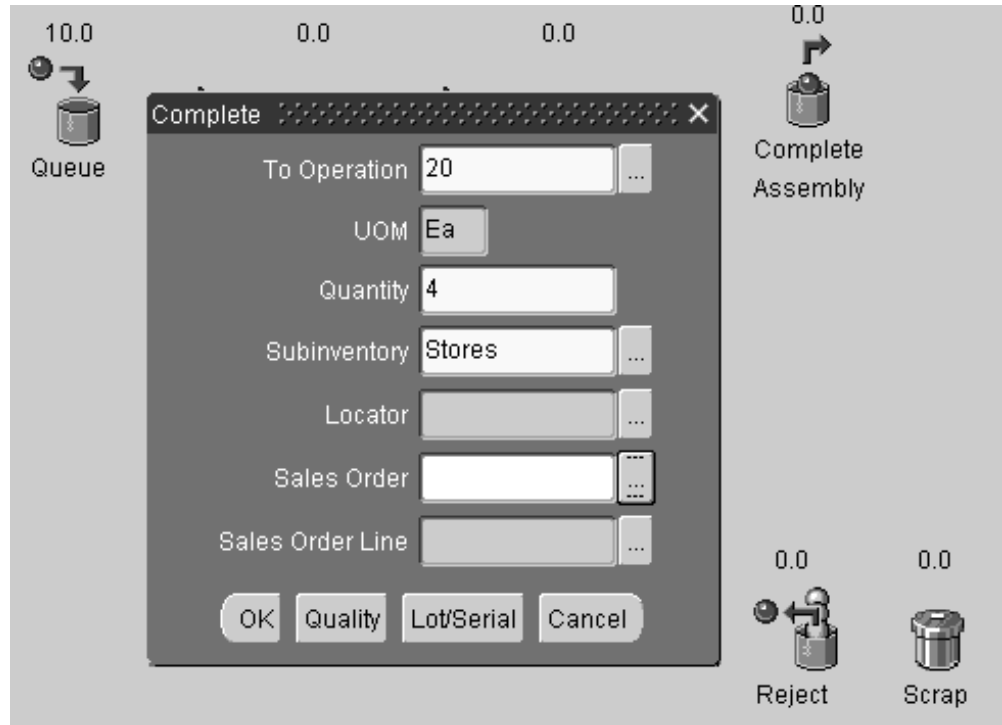 10.0
0.0
0.0
0.0
Queue
Complete
Assembly
Complete
To Operation 20 ...
UOM Ea
Quantity 4
Subinventory Stores ...
Locator ...
Sales Order ...
Sales Order Line ...
OK Quality Lot/Serial Cancel
0.0
0.0
Reject
Scrap